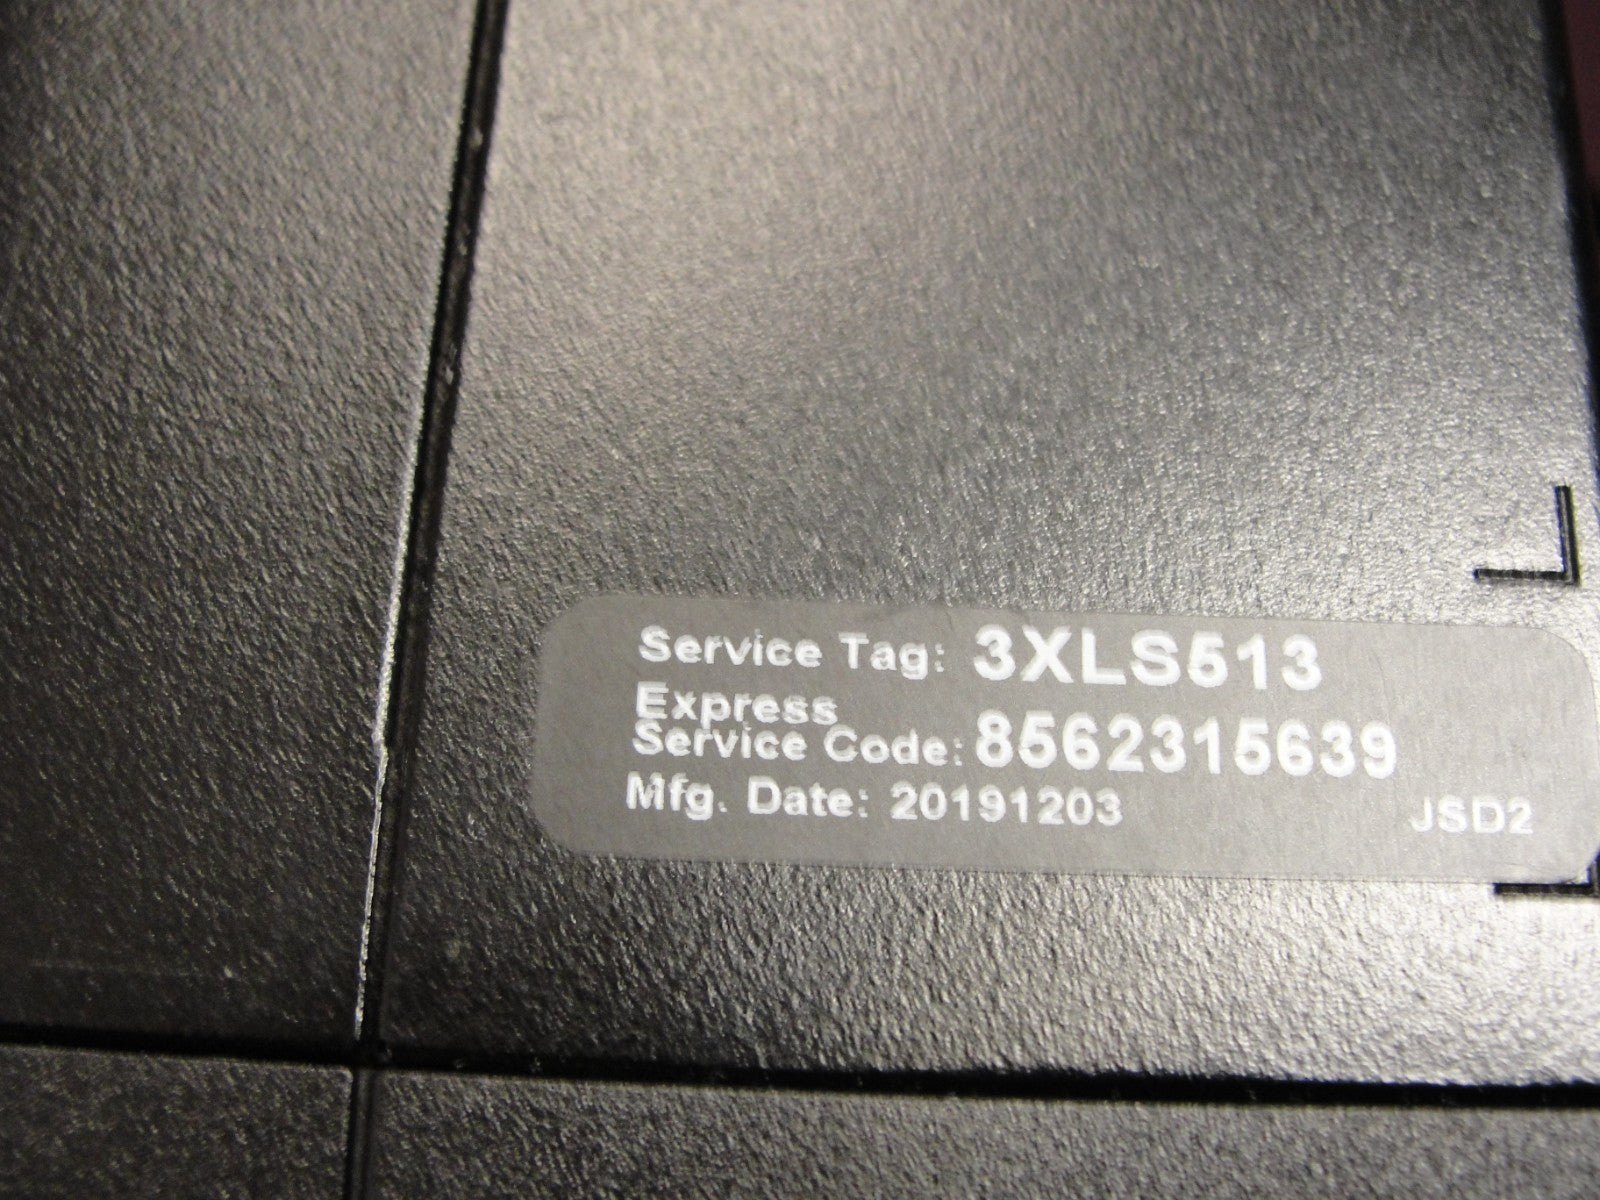 Service Tag: 3XLS513
Express
Service Code: 8562315639
Mfg. Date: 20191203 JSD2